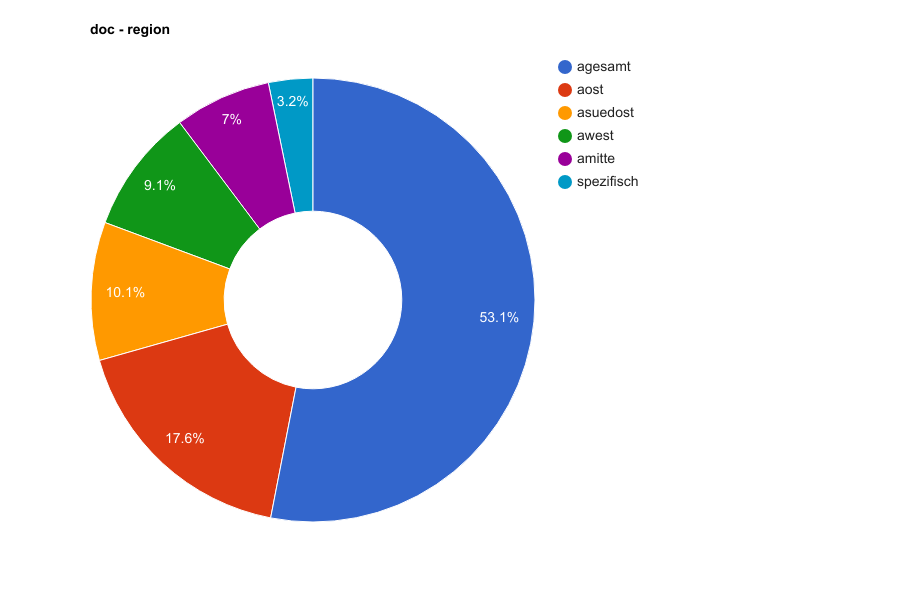 doc - region
agesamt
aost
asuedost
awest
amitte
spezifisch
3.2%
7%
9.1%
10.1%
53.1%
17.6%